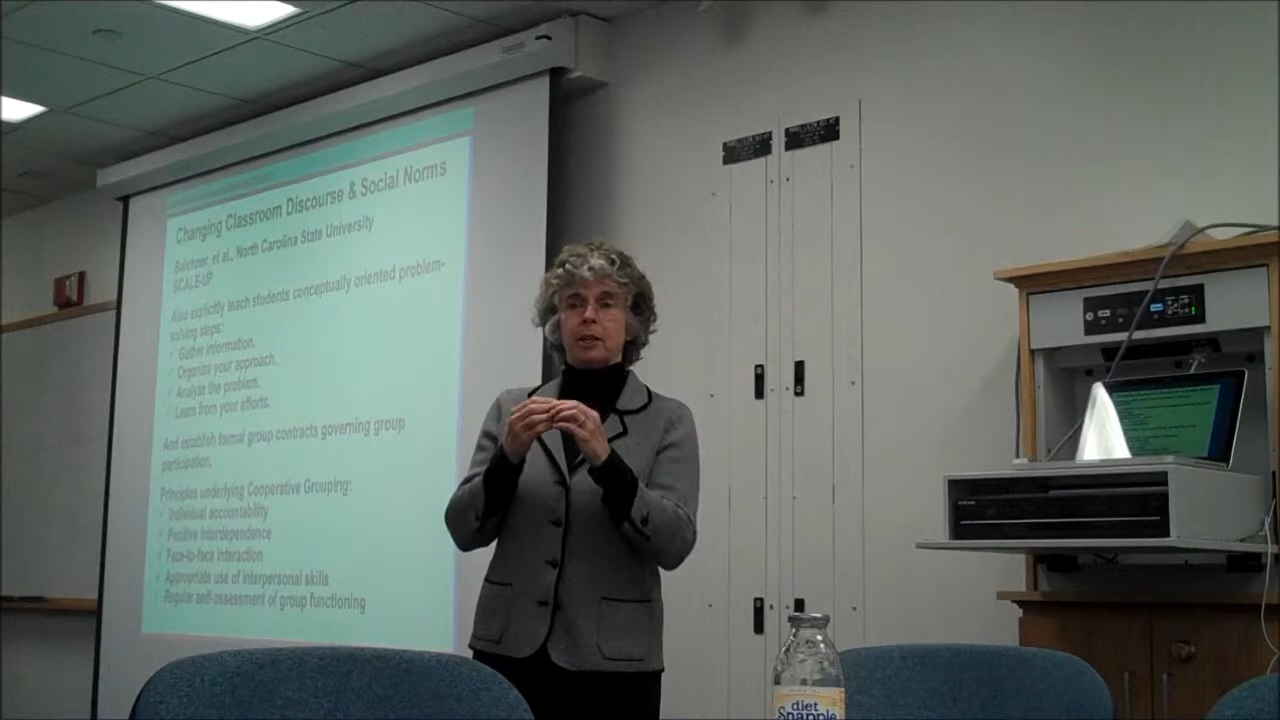 Changing Classroom Discourse & Social Norms
Beichner, et al., North Carolina State University
SCALE-UP
Also explicitly teach students conceptually oriented problem-
solving steps:
Gather information.
Organize your approach.
Analyze the problem.
Learn from your efforts.
And establish formal group contracts governing group
participation.
Principles underlying Cooperative Grouping:
Individual accountability
Positive interdependence
Face-to-face interaction
Appropriate use of interpersonal skills
Regular self-assessment of group functioning
diet
Snapple